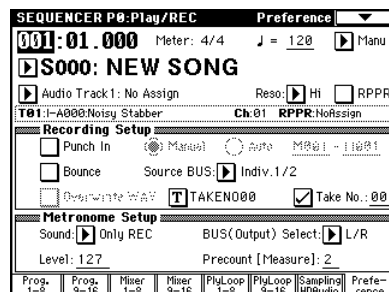 SEQUENCER P0:Play/REC Preference
001:01.000 Meter: 4/4 ♩ = 120 Manu
S000: NEW SONG
Audio Track1: No Assign Reso: Hi RPPR
T01:I-A000:Noisy Stabber Ch:01 RPPR:NoAssign
Recording Setup
Punch In Manual Auto M001 - M001
Bounce Source BUS: Indiv.1/2
Overwrite WAV T TAKENO00 Take No.: 00
Metronome Setup
Sound: Only REC BUS(Output) Select: L/R
Level: 127 Precount [Measure]: 2
Prog. 1-8 Prog. 9-16 Mixer 1-8 Mixer 9-16 PlyLoop 1-8 PlyLoop 9-16 Sampling HDAudio Prefe-rence